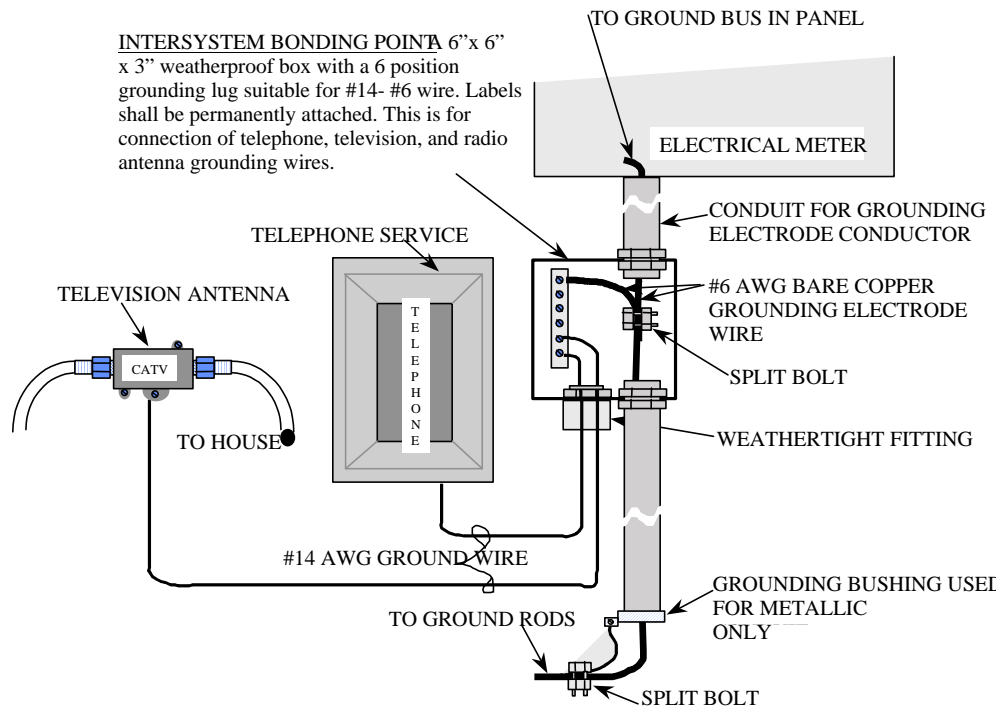 TO GROUND BUS IN PANEL
INTERSYSTEM BONDING POINT A 6”x 6”
x 3” weatherproof box with a 6 position
grounding lug suitable for #14- #6 wire. Labels
shall be permanently attached. This is for
connection of telephone, television, and radio
antenna grounding wires.
ELECTRICAL METER
CONDUIT FOR GROUNDING
ELECTRODE CONDUCTOR
TELEPHONE SERVICE
TELEVISION ANTENNA
#6 AWG BARE COPPER
GROUNDING ELECTRODE
WIRE
TELEPHONE
CATV
SPLIT BOLT
TO HOUSE
WEATHERTIGHT FITTING
#14 AWG GROUND WIRE
GROUNDING BUSHING USED
FOR METALLIC
ONLY
TO GROUND RODS
SPLIT BOLT